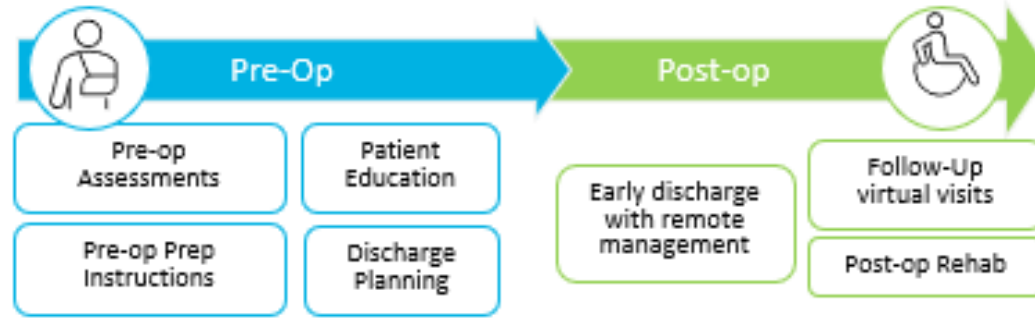 Pre-Op
Post-op
Pre-op
Assessments
Patient
Education
Pre-op Prep
Instructions
Discharge
Planning
Early discharge
with remote
management
Follow-Up
virtual visits
Post-op Rehab